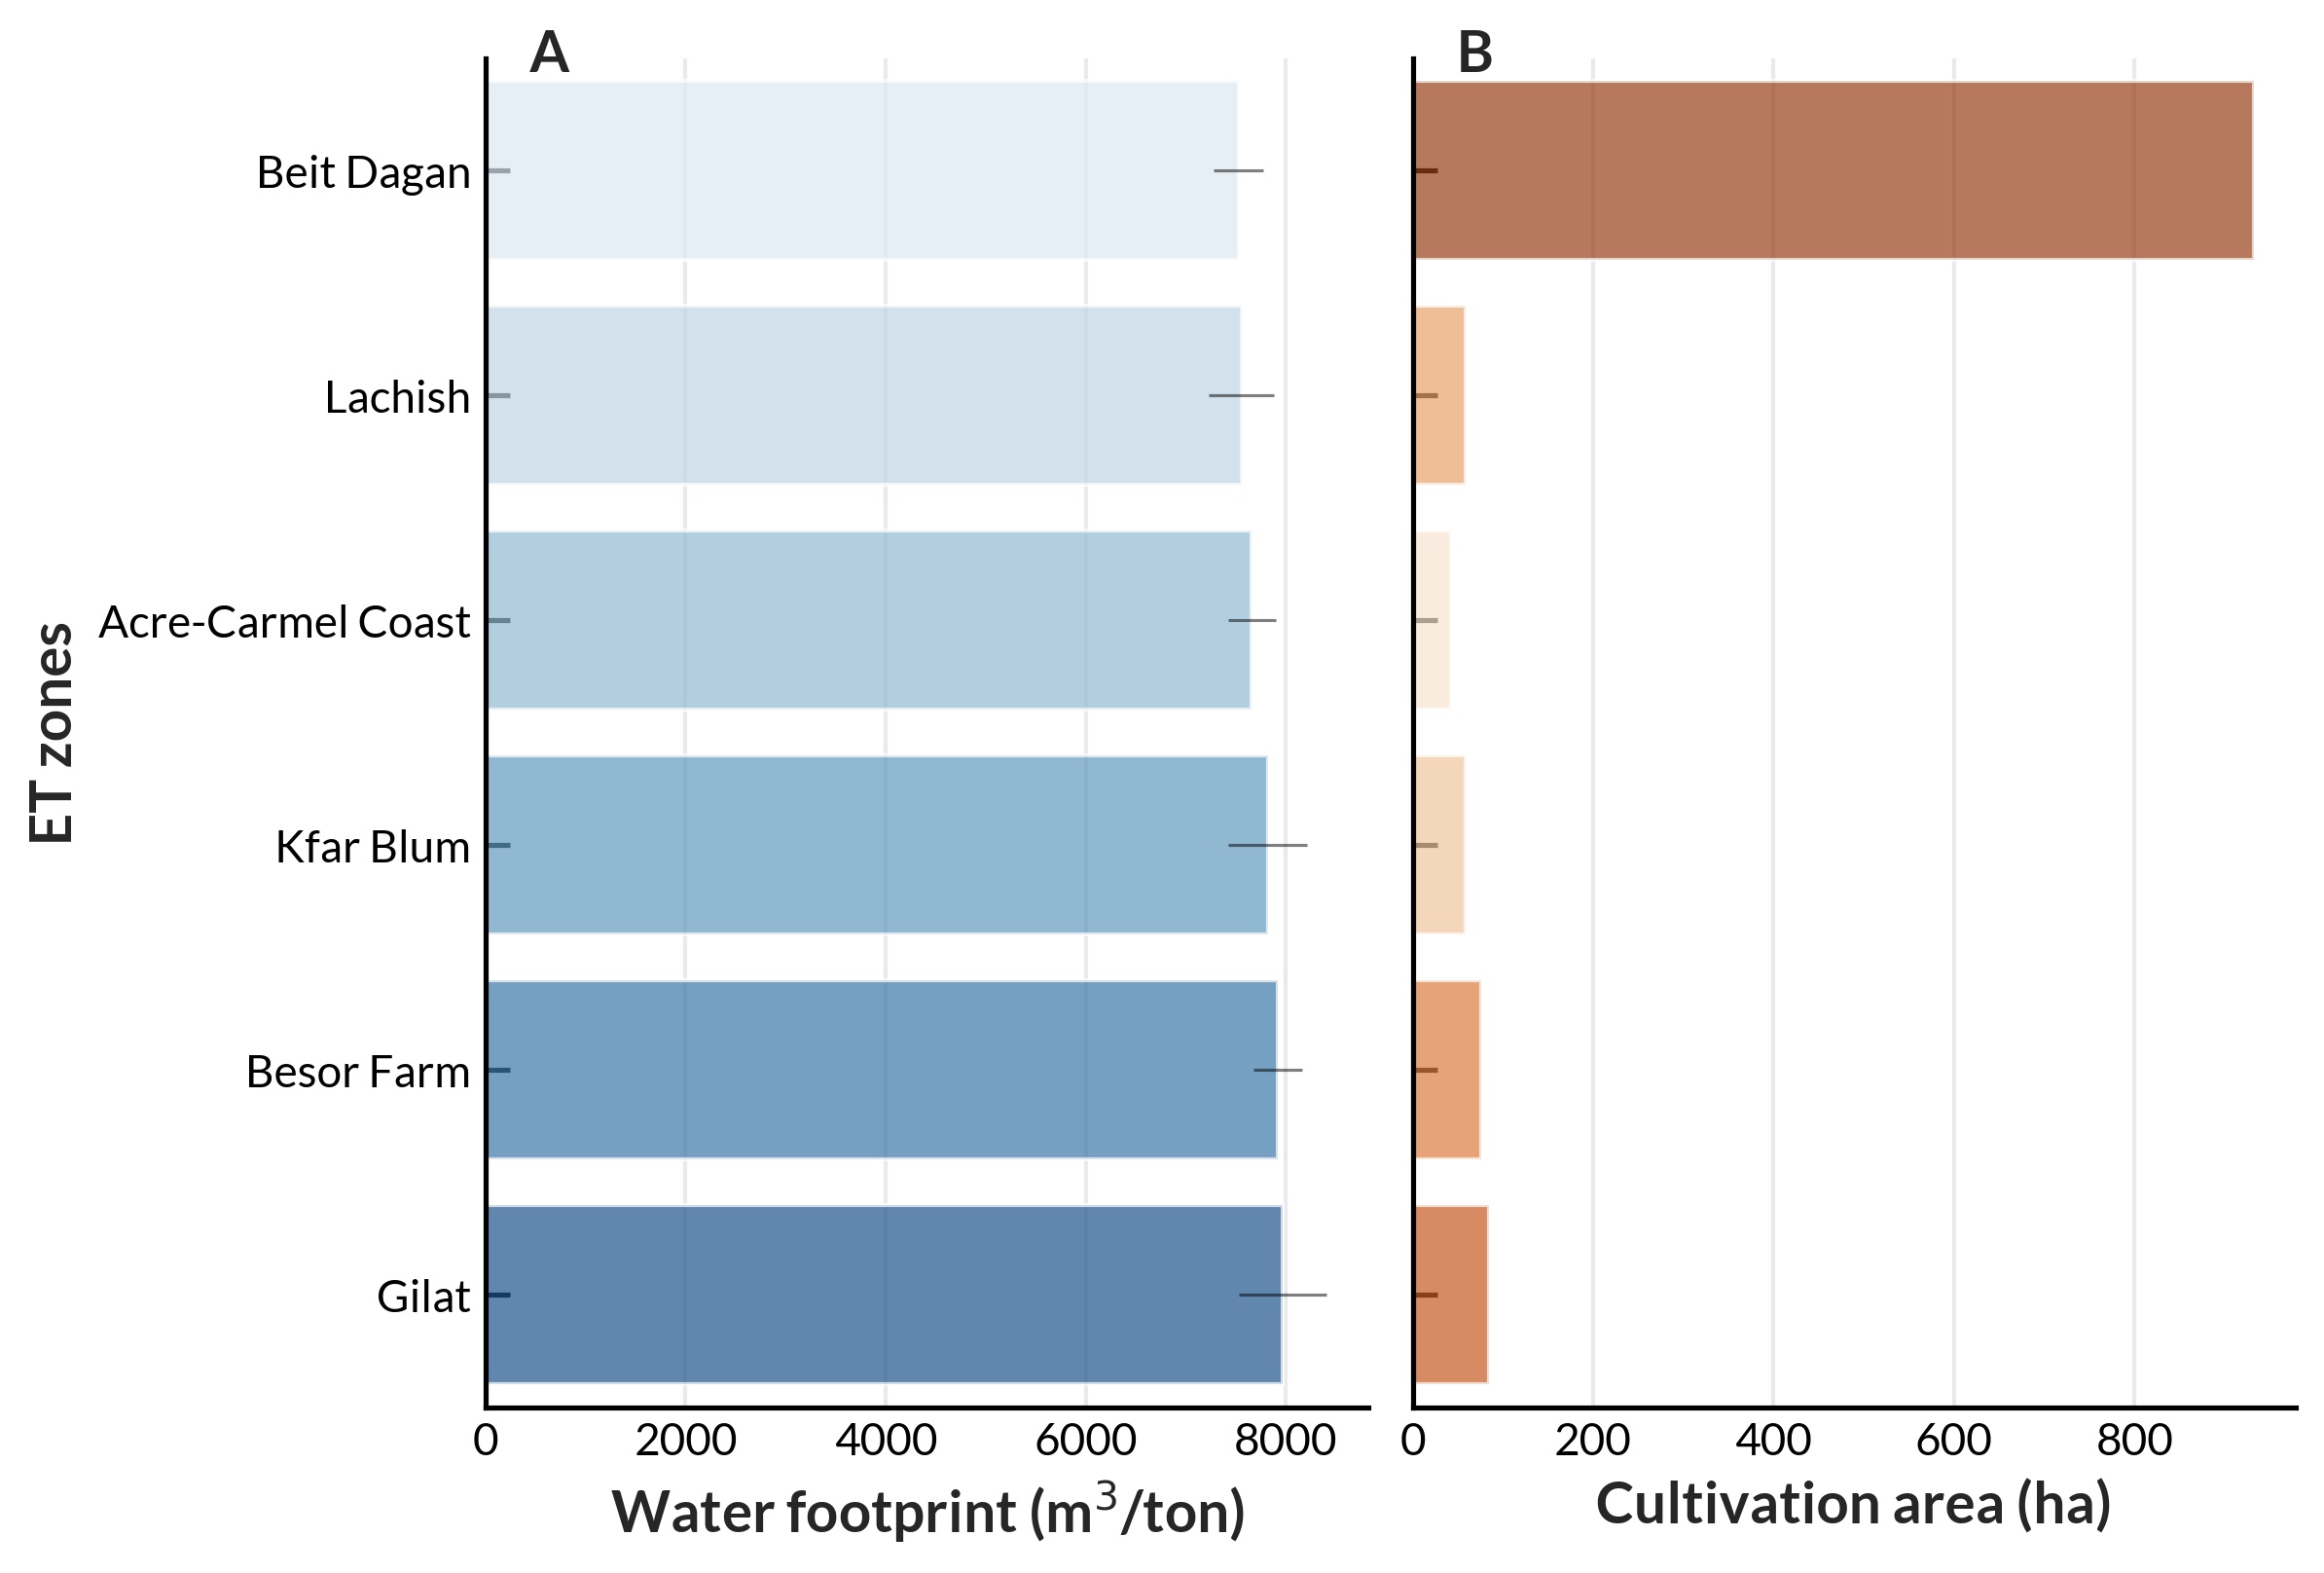 A
B
Beit Dagan
Lachish
Acre-Carmel Coast
Kfar Blum
Besor Farm
Gilat
ET zones
0 2000 4000 6000 8000
0 200 400 600 800
Water footprint (m³/ton)
Cultivation area (ha)